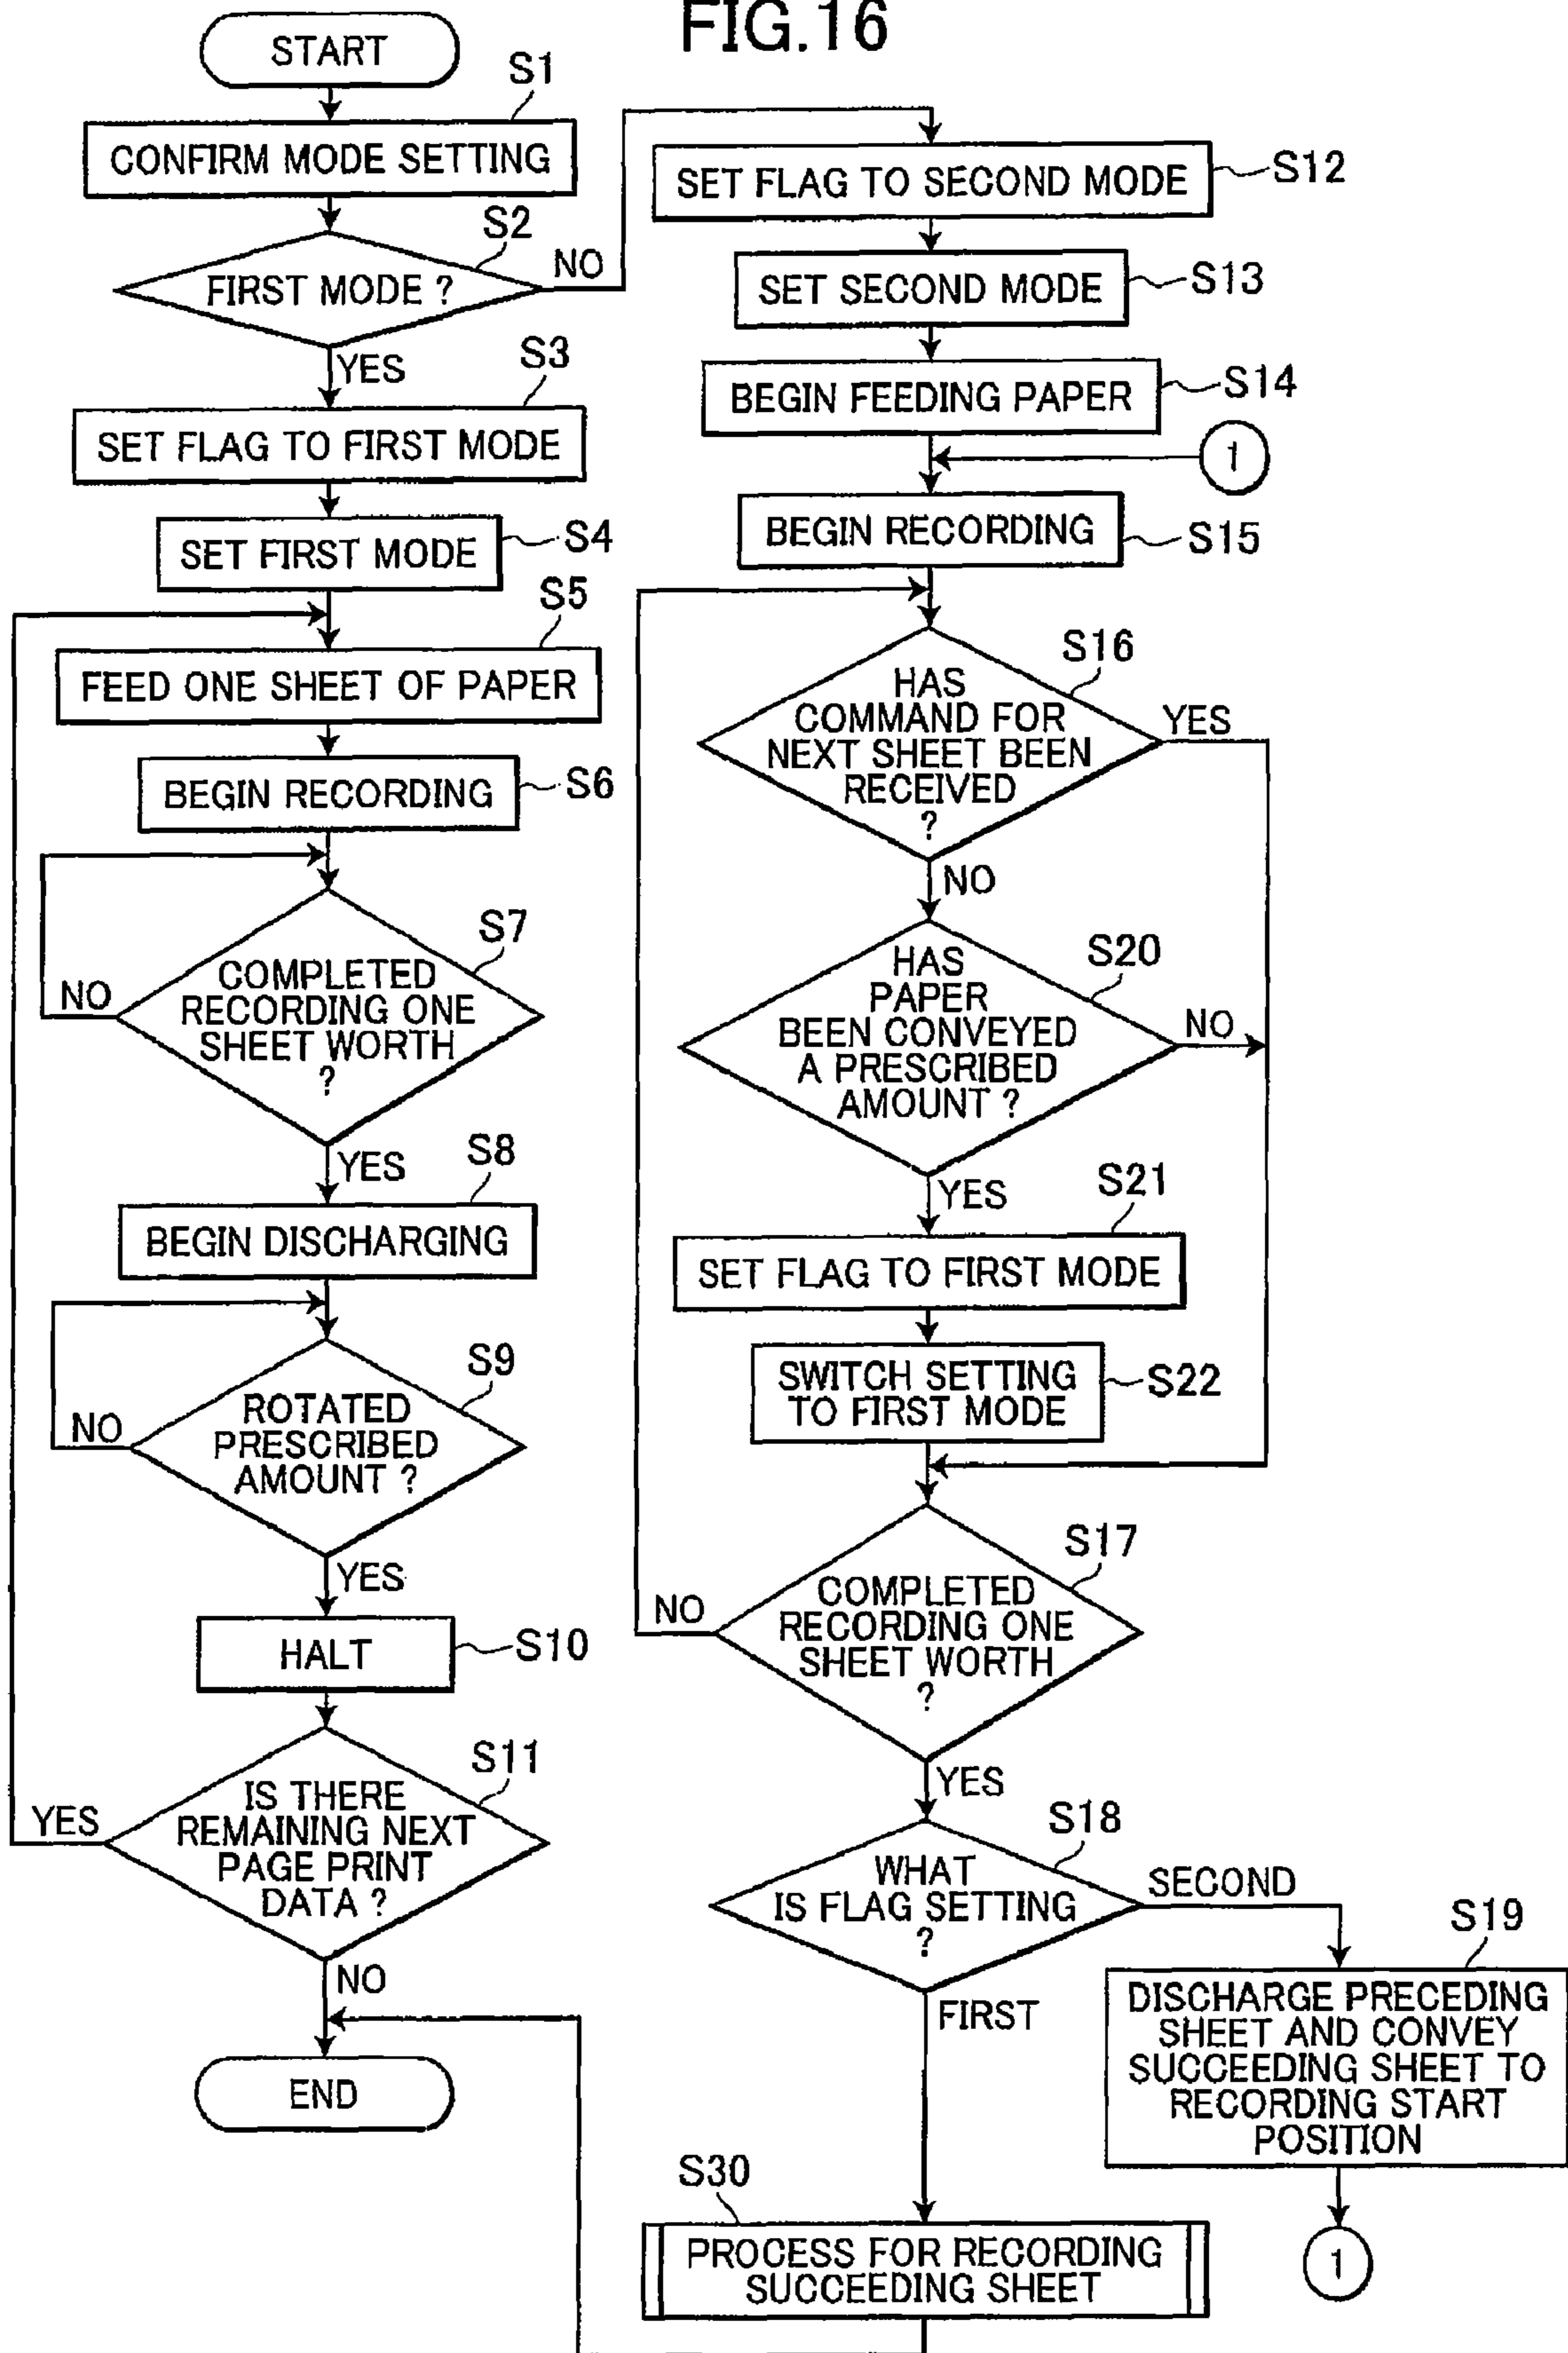 FIG.16
START
S1
CONFIRM MODE SETTING
S2
FIRST MODE ?
NO
YES
S3
SET FLAG TO FIRST MODE
SET FIRST MODE
S4
S5
FEED ONE SHEET OF PAPER
BEGIN RECORDING
S6
S7
COMPLETED
RECORDING ONE
SHEET WORTH
?
NO
YES
S8
BEGIN DISCHARGING
S9
ROTATED
PRESCRIBED
AMOUNT ?
NO
YES
HALT
S10
S11
IS THERE
REMAINING NEXT
PAGE PRINT
DATA ?
YES
NO
END
SET FLAG TO SECOND MODE
S12
SET SECOND MODE
S13
BEGIN FEEDING PAPER
S14
1
BEGIN RECORDING
S15
S16
HAS
COMMAND FOR
NEXT SHEET BEEN
RECEIVED
?
YES
NO
S20
HAS
PAPER
BEEN CONVEYED
A PRESCRIBED
AMOUNT ?
NO
YES
S21
SET FLAG TO FIRST MODE
SWITCH SETTING
TO FIRST MODE
S22
S17
COMPLETED
RECORDING ONE
SHEET WORTH
?
NO
YES
S18
WHAT
IS FLAG SETTING
?
SECOND
FIRST
S19
DISCHARGE PRECEDING
SHEET AND CONVEY
SUCCEEDING SHEET TO
RECORDING START
POSITION
1
S30
PROCESS FOR RECORDING
SUCCEEDING SHEET